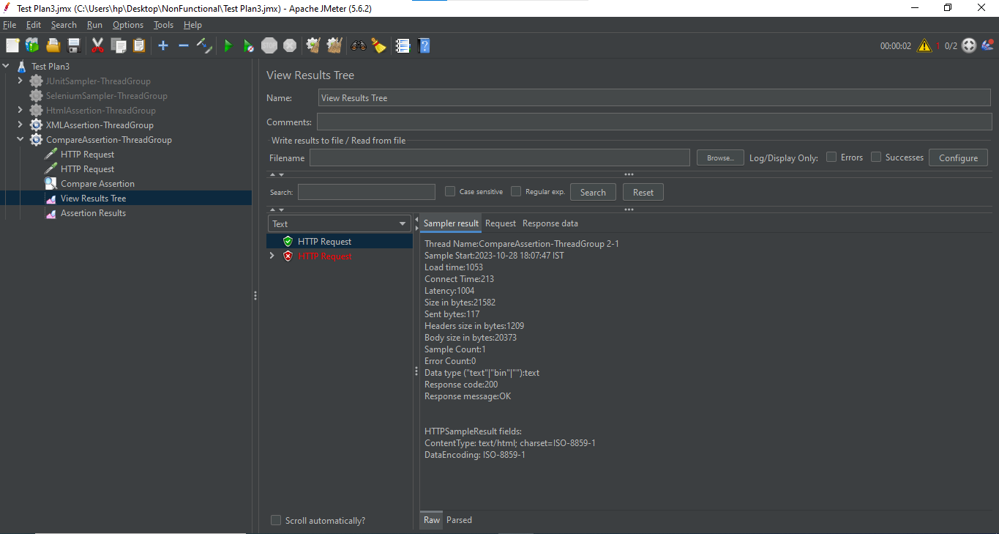 Test Plan3.jmx (C:\Users\hp\Desktop\NonFunctional\Test Plan3.jmx) - Apache JMeter (5.6.2)
File Edit Search Run Options Tools Help
STOP
00:00:02 1 0/2
Test Plan3
JUnitSampler-ThreadGroup
SeleniumSampler-ThreadGroup
HtmlAssertion-ThreadGroup
XMLAssertion-ThreadGroup
CompareAssertion-ThreadGroup
HTTP Request
HTTP Request
Compare Assertion
View Results Tree
Assertion Results
View Results Tree
Name: View Results Tree
Comments:
Write results to file / Read from file
Filename Browse... Log/Display Only: Errors Successes Configure
Search: Case sensitive Regular exp. Search Reset
Text
HTTP Request
HTTP Request
Scroll automatically?
Sampler result Request Response data
Thread Name:CompareAssertion-ThreadGroup 2-1
Sample Start:2023-10-28 18:07:47 IST
Load time:1053
Connect Time:213
Latency:1004
Size in bytes:21582
Sent bytes:117
Headers size in bytes:1209
Body size in bytes:20373
Sample Count:1
Error Count:0
Data type ("text"|"bin"|""):text
Response code:200
Response message:OK
HTTPSampleResult fields:
ContentType: text/html; charset=ISO-8859-1
DataEncoding: ISO-8859-1
Raw Parsed